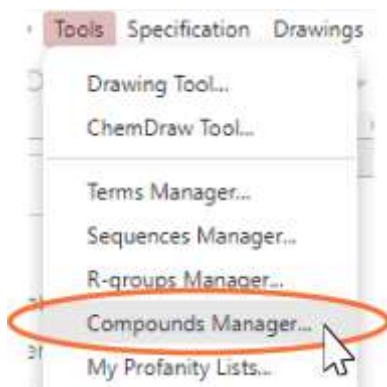 Tools Specification Drawings
Drawing Tool...
ChemDraw Tool...
Terms Manager...
Sequences Manager...
R-groups Manager...
Compounds Manager...
My Profanity Lists...